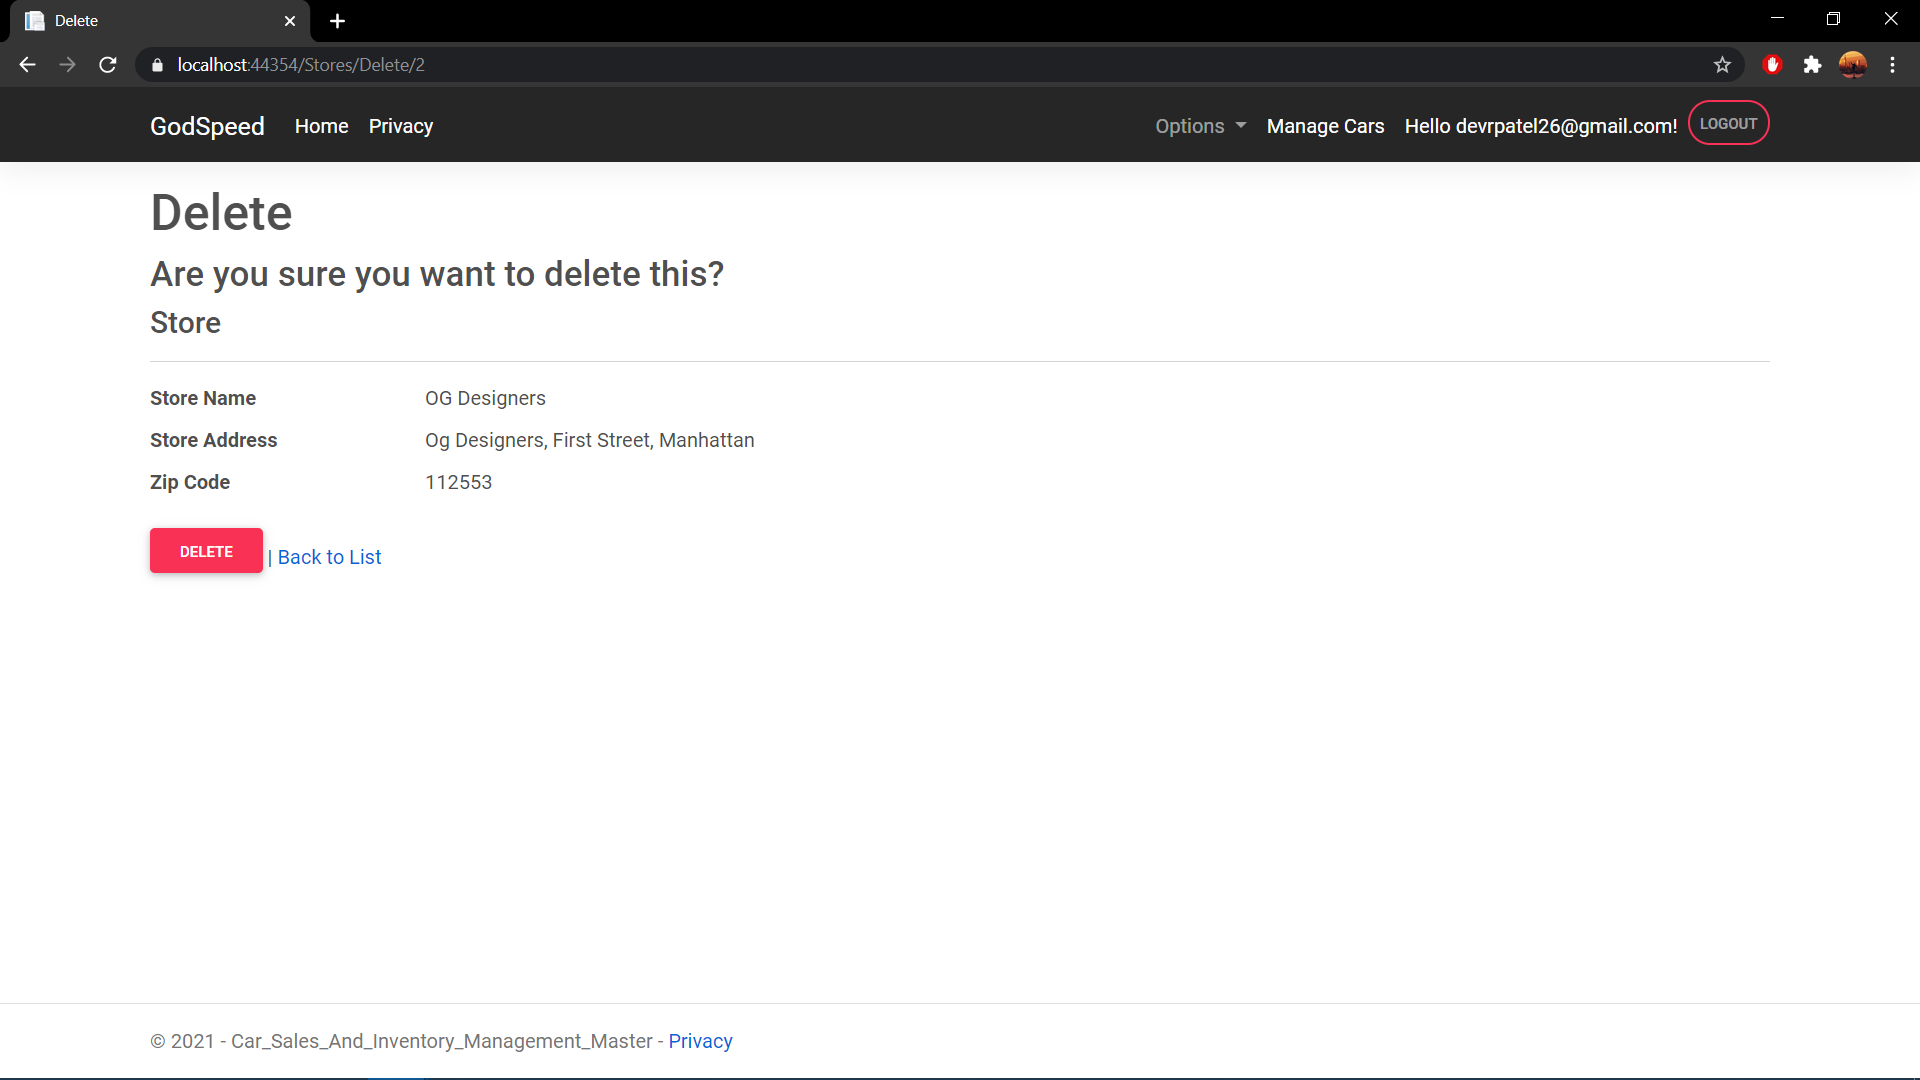 Delete
localhost:44354/Stores/Delete/2
GodSpeed Home Privacy Options Manage Cars Hello devrpatel26@gmail.com! LOGOUT
Delete
Are you sure you want to delete this?
Store
Store Name OG Designers
Store Address Og Designers, First Street, Manhattan
Zip Code 112553
DELETE | Back to List
© 2021 - Car_Sales_And_Inventory_Management_Master - Privacy